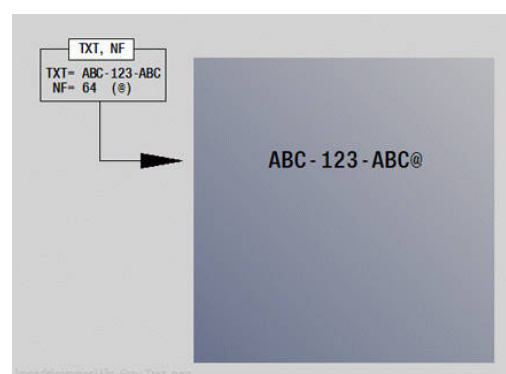 TXT, NF
TXT= ABC-123-ABC
NF= 64 (@)
ABC-123-ABC@